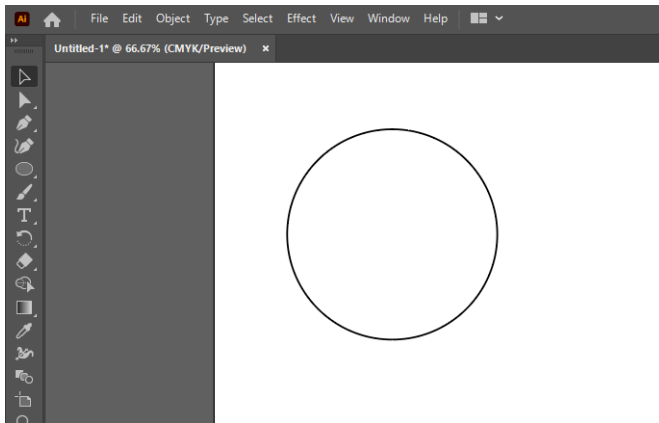 Ai File Edit Object Type Select Effect View Window Help
Untitled-1* @ 66.67% (CMYK/Preview) ×
T